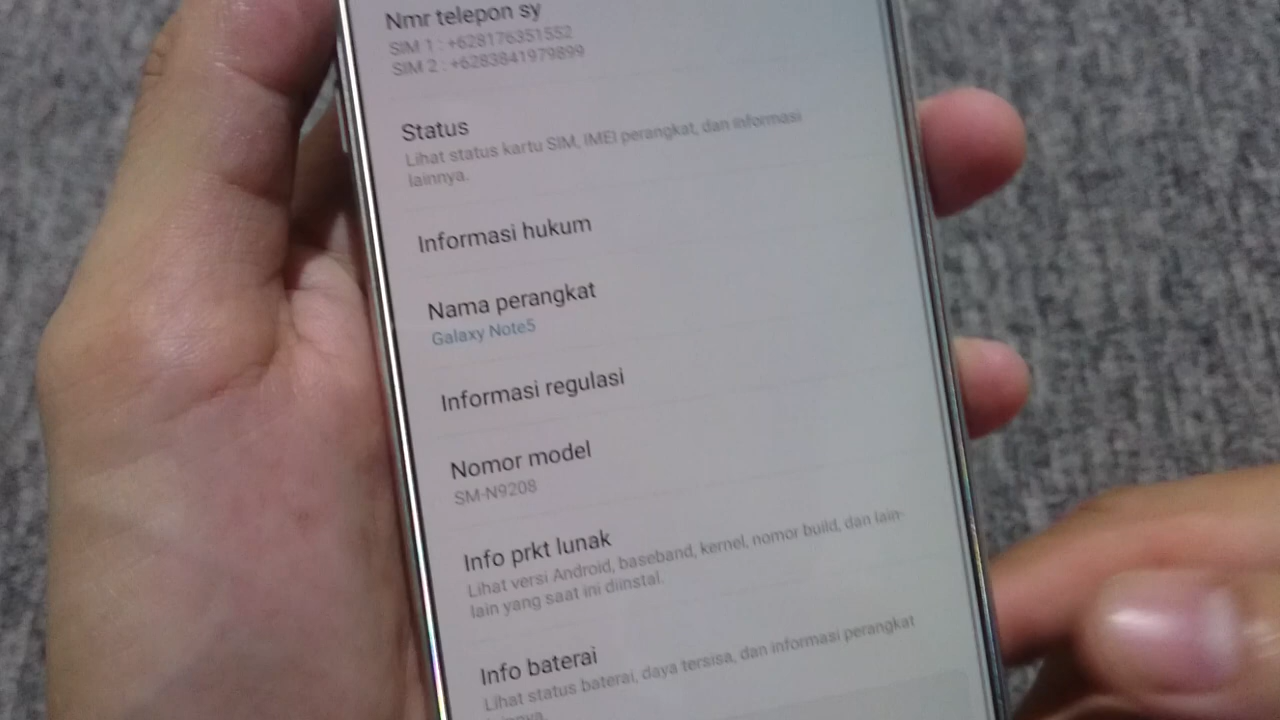 Nmr telepon sy
SIM 1 : +628176351552
SIM 2 : +6283841979899
Status
Lihat status kartu SIM, IMEI perangkat, dan informasi
lainnya.
Informasi hukum
Nama perangkat
Galaxy Note5
Informasi regulasi
Nomor model
SM-N9208
Info prkt lunak
Lihat versi Android, baseband, kernel, nomor build, dan lain-
lain yang saat ini diinstal.
Info baterai
Lihat status baterai, daya tersisa, dan informasi perangkat
lainnya.